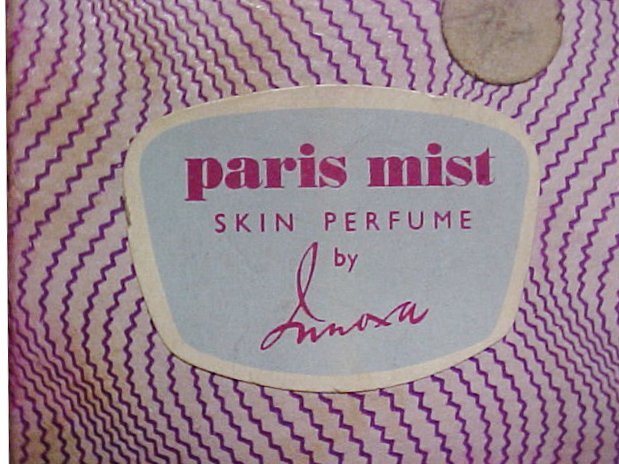 paris mist
SKIN PERFUME
by
Innoxa